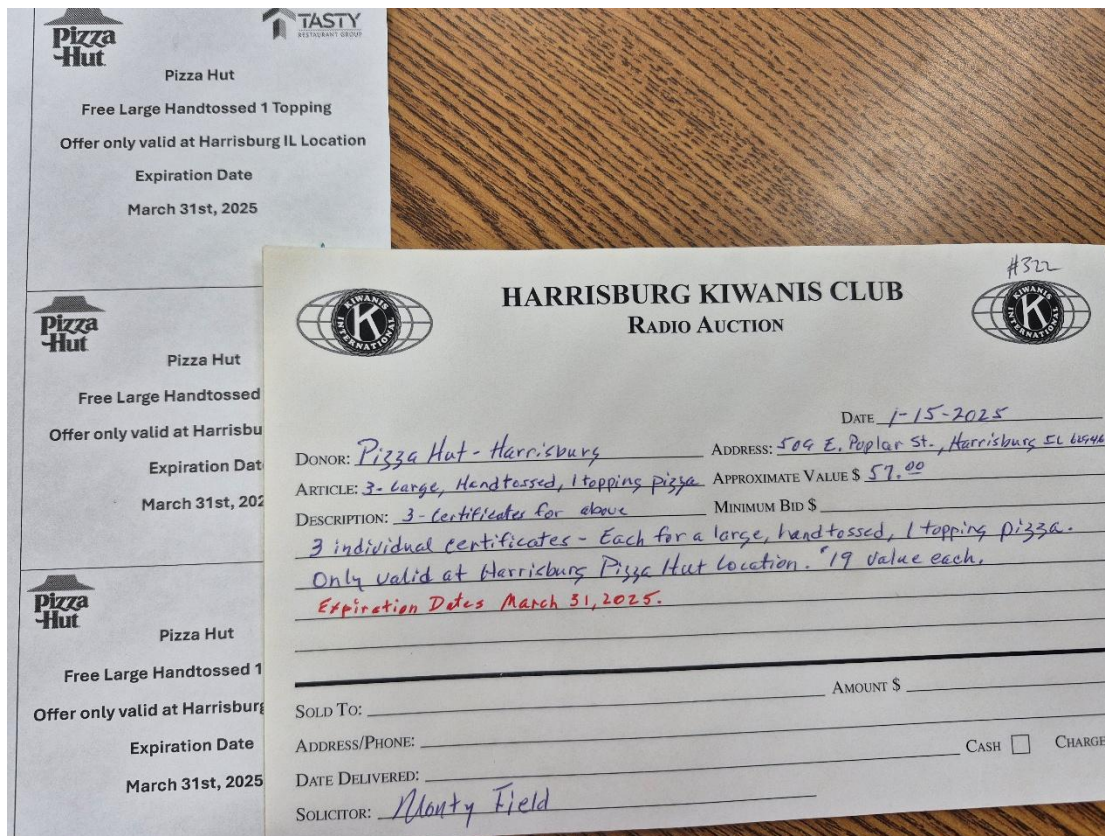 Pizza
Hut
TASTY
RESTAURANT GROUP
Pizza Hut
Free Large Handtossed 1 Topping
Offer only valid at Harrisburg IL Location
Expiration Date
March 31st, 2025
Pizza
Hut
Pizza Hut
Free Large Handtossed
Offer only valid at Harrisbu
Expiration Dat
March 31st, 202
Pizza
Hut
Pizza Hut
Free Large Handtossed 1
Offer only valid at Harrisburg
Expiration Date
March 31st, 2025
#322
KIWANIS
K
INTERNATIONAL
HARRISBURG KIWANIS CLUB
RADIO AUCTION
KIWANIS
K
INTERNATIONAL
DATE 1-15-2025
DONOR: Pizza Hut - Harrisburg ADDRESS: 509 E. Poplar St., Harrisburg IL 62946
ARTICLE: 3- Large, Handtossed, 1 topping pizza APPROXIMATE VALUE $ 57.00
DESCRIPTION: 3- Certificates for above MINIMUM BID $
3 individual certificates - Each for a large, handtossed, 1 topping pizza.
Only valid at Harrisburg Pizza Hut location. $19 value each.
Expiration Dates March 31, 2025.
SOLD TO: AMOUNT $
ADDRESS/PHONE: CASH CHARGE
DATE DELIVERED:
SOLICITOR: Monty Field